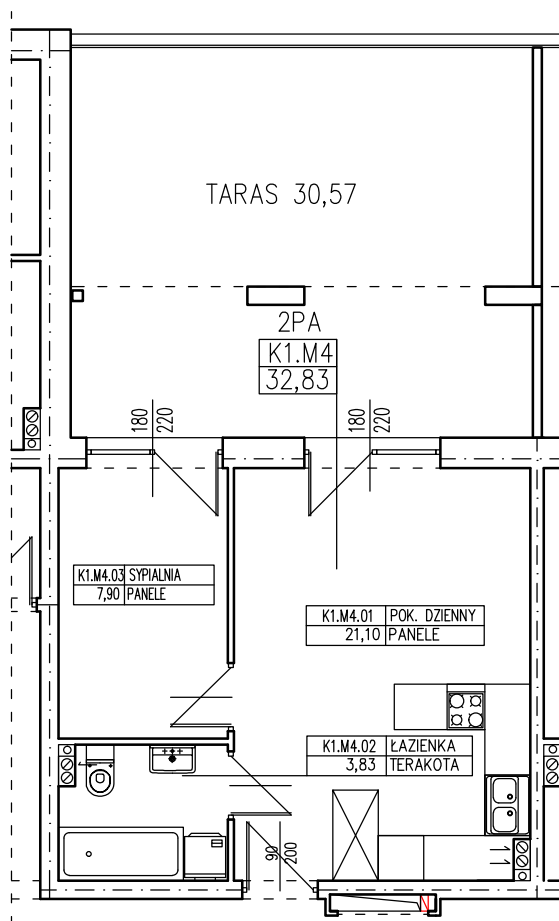 TARAS 30,57
2PA
K1.M4
32,83
180
220
180
220
K1.M4.03 SYPIALNIA
7,90 PANELE
K1.M4.01 POK. DZIENNY
21,10 PANELE
K1.M4.02 ŁAZIENKA
3,83 TERAKOTA
90
200
N